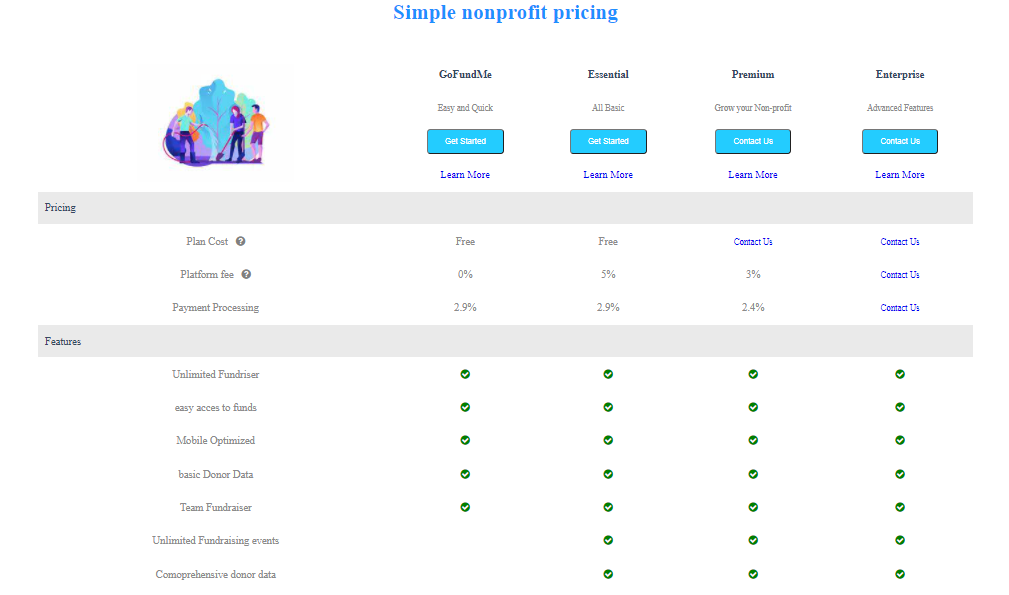 Simple nonprofit pricing
GoFundMe Essential Premium Enterprise
Easy and Quick All Basic Grow your Non-profit Advanced Features
Get Started Get Started Contact Us Contact Us
Learn More Learn More Learn More Learn More
Pricing
Plan Cost ? Free Free Contact Us Contact Us
Platform fee ? 0% 5% 3% Contact Us
Payment Processing 2.9% 2.9% 2.4% Contact Us
Features
Unlimited Fundriser
easy acces to funds
Mobile Optimized
basic Donor Data
Team Fundraiser
Unlimited Fundraising events
Comoprehensive donor data